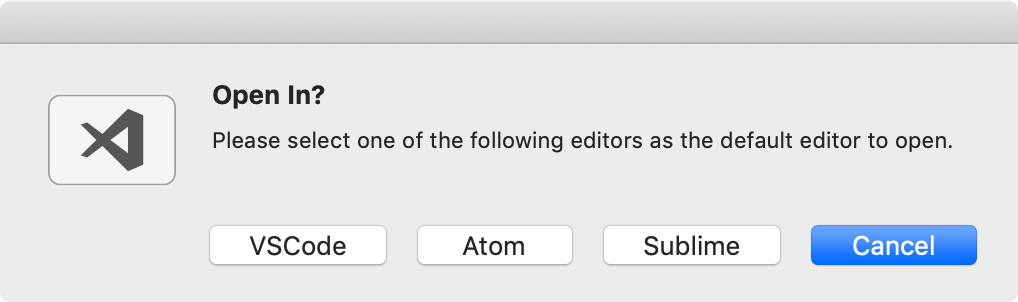 Open In?
Please select one of the following editors as the default editor to open.
VSCode Atom Sublime Cancel